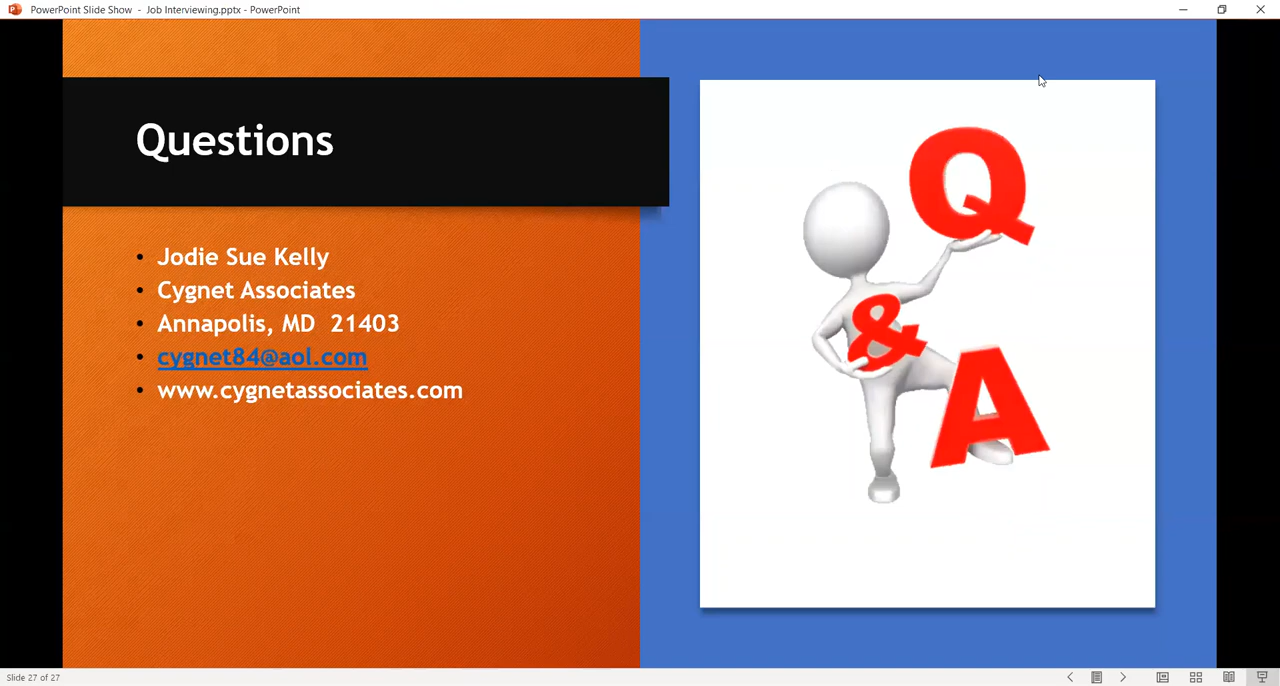 PowerPoint Slide Show - Job Interviewing.pptx - PowerPoint
Questions
• Jodie Sue Kelly
• Cygnet Associates
• Annapolis, MD  21403
• cygnet84@aol.com
• www.cygnetassociates.com
Q
&
A
Slide 27 of 27